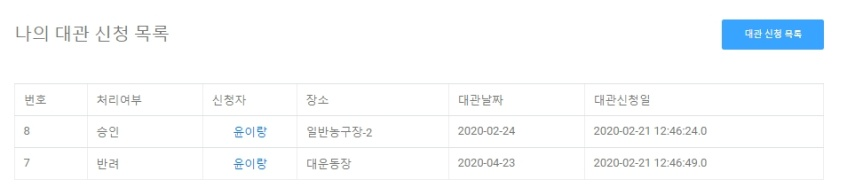 나의 대관 신청 목록
대관 신청 목록
번호 처리여부 신청자 장소 대관날짜 대관신청일
8 승인 윤이량 일반농구장-2 2020-02-24 2020-02-21 12:46:24.0
7 반려 윤이량 대운동장 2020-04-23 2020-02-21 12:46:49.0